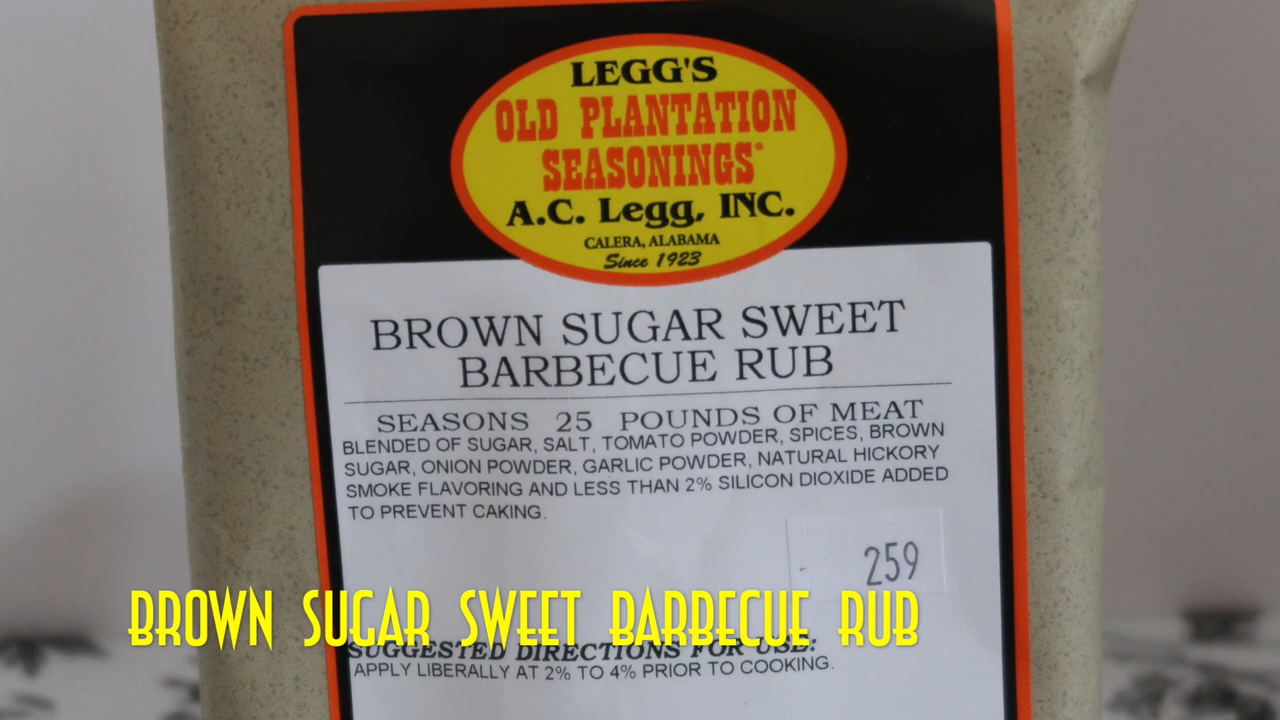 LEGG'S
OLD PLANTATION
SEASONINGS®
A.C. Legg, INC.
CALERA, ALABAMA
Since 1923
BROWN SUGAR SWEET
BARBECUE RUB
SEASONS 25 POUNDS OF MEAT
BLENDED OF SUGAR, SALT, TOMATO POWDER, SPICES, BROWN
SUGAR, ONION POWDER, GARLIC POWDER, NATURAL HICKORY
SMOKE FLAVORING AND LESS THAN 2% SILICON DIOXIDE ADDED
TO PREVENT CAKING.
259
BROWN SUGAR SWEET BARBECUE RUB
SUGGESTED DIRECTIONS FOR USE:
APPLY LIBERALLY AT 2% TO 4% PRIOR TO COOKING.